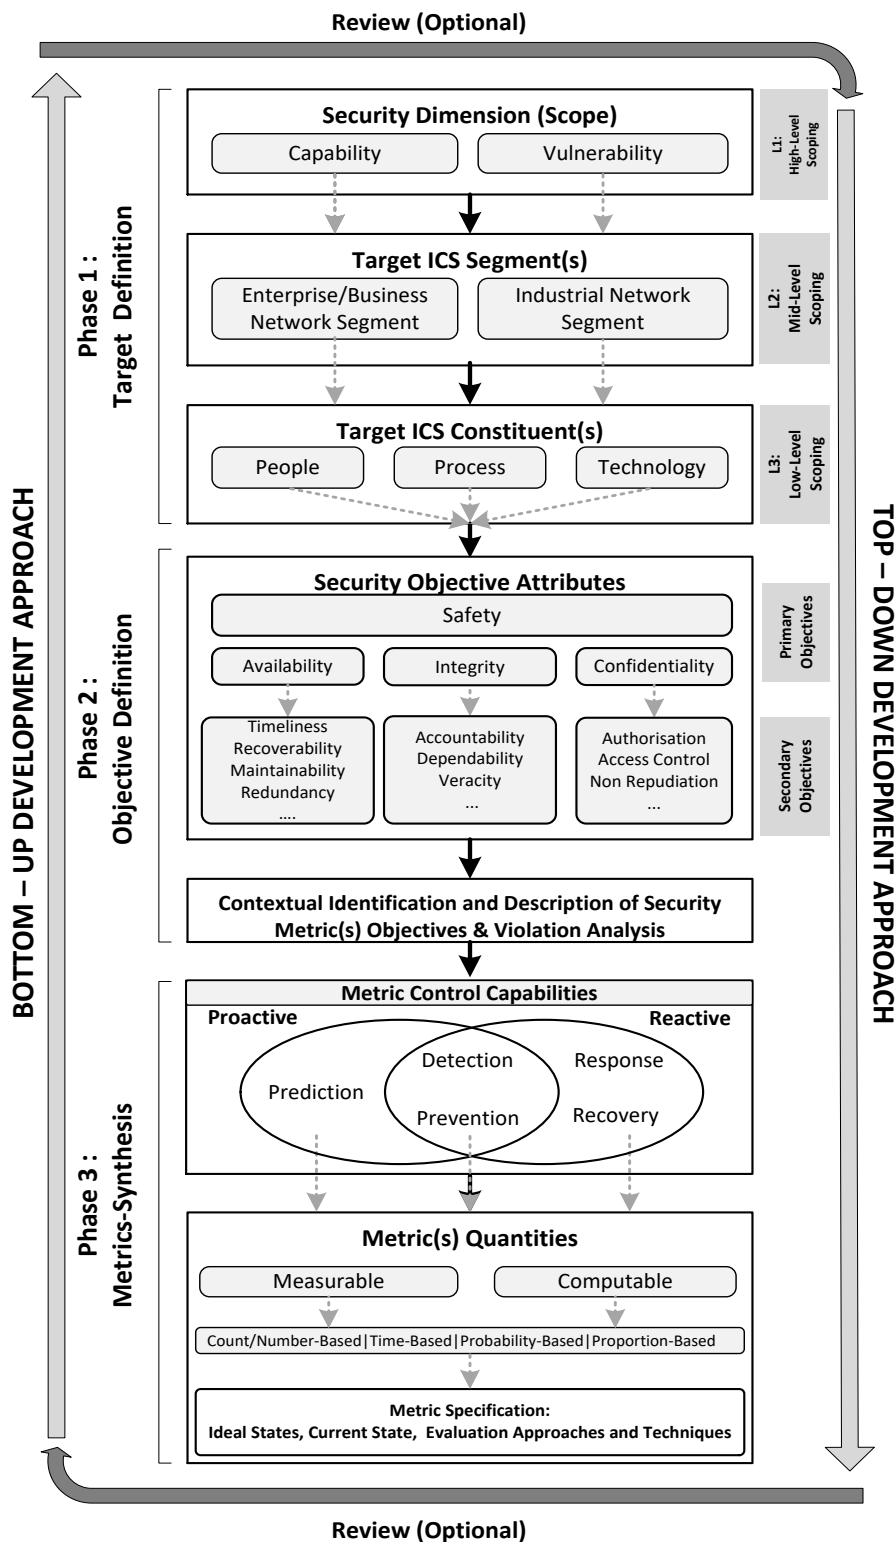 Review (Optional)
BOTTOM – UP DEVELOPMENT APPROACH
TOP – DOWN DEVELOPMENT APPROACH
Phase 1 :
Target Definition
Security Dimension (Scope)
Capability
Vulnerability
L1:
High-Level
Scoping
Target ICS Segment(s)
Enterprise/Business
Network Segment
Industrial Network
Segment
L2:
Mid-Level
Scoping
Target ICS Constituent(s)
People
Process
Technology
L3:
Low-Level
Scoping
Phase 2 :
Objective Definition
Security Objective Attributes
Safety
Availability
Integrity
Confidentiality
Primary
Objectives
Timeliness
Recoverability
Maintainability
Redundancy
....
Accountability
Dependability
Veracity
...
Authorisation
Access Control
Non Repudiation
...
Secondary
Objectives
Contextual Identification and Description of Security
Metric(s) Objectives & Violation Analysis
Phase 3 :
Metrics-Synthesis
Metric Control Capabilities
Proactive
Reactive
Prediction
Detection
Prevention
Response
Recovery
Metric(s) Quantities
Measurable
Computable
Count/Number-Based|Time-Based|Probability-Based|Proportion-Based
Metric Specification:
Ideal States, Current State, Evaluation Approaches and Techniques
Review (Optional)